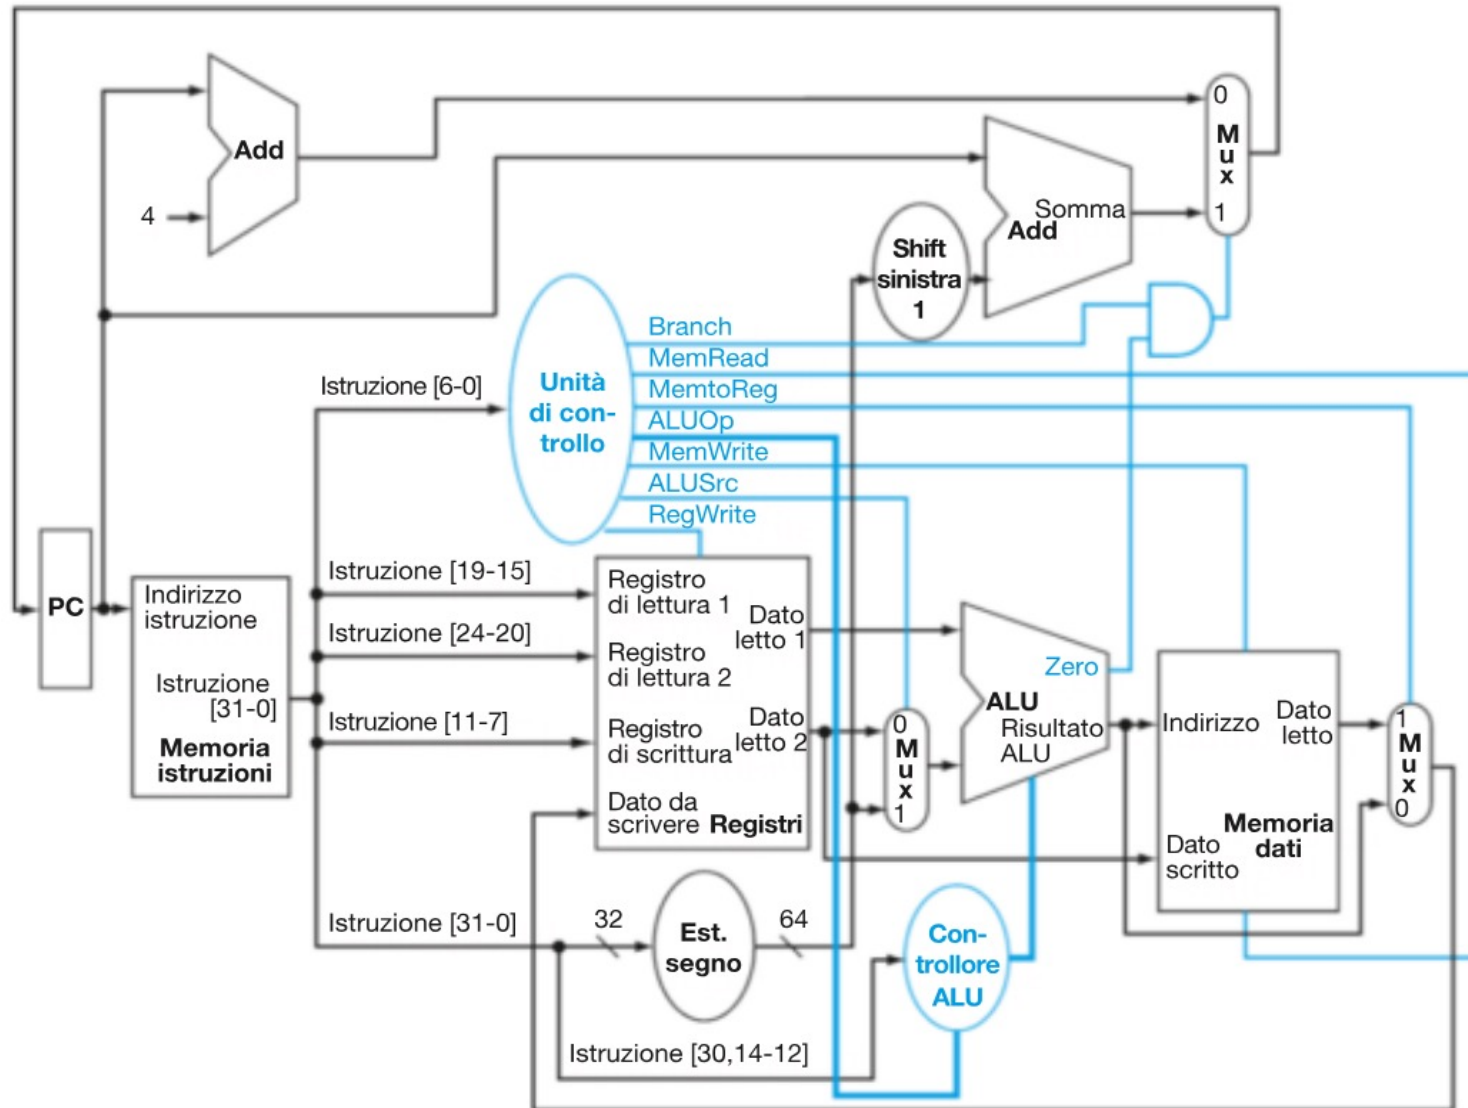 0
Mux
1
Add
4
Somma
Add
Shift
sinistra
1
Branch
MemRead
MemtoReg
ALUOp
MemWrite
ALUSrc
RegWrite
Unità
di con-
trollo
Istruzione [6-0]
PC
Indirizzo
istruzione
Istruzione
[31-0]
Memoria
istruzioni
Istruzione [19-15]
Istruzione [24-20]
Istruzione [11-7]
Registro
di lettura 1
Registro
di lettura 2
Registro
di scrittura
Dato da
scrivere
Registri
Dato
letto 1
Dato
letto 2
0
Mux
1
Zero
ALU
Risultato
ALU
Indirizzo
Dato
letto
Memoria
dati
Dato
scritto
1
Mux
0
Istruzione [31-0]
32
Est.
segno
64
Con-
trollore
ALU
Istruzione [30,14-12]